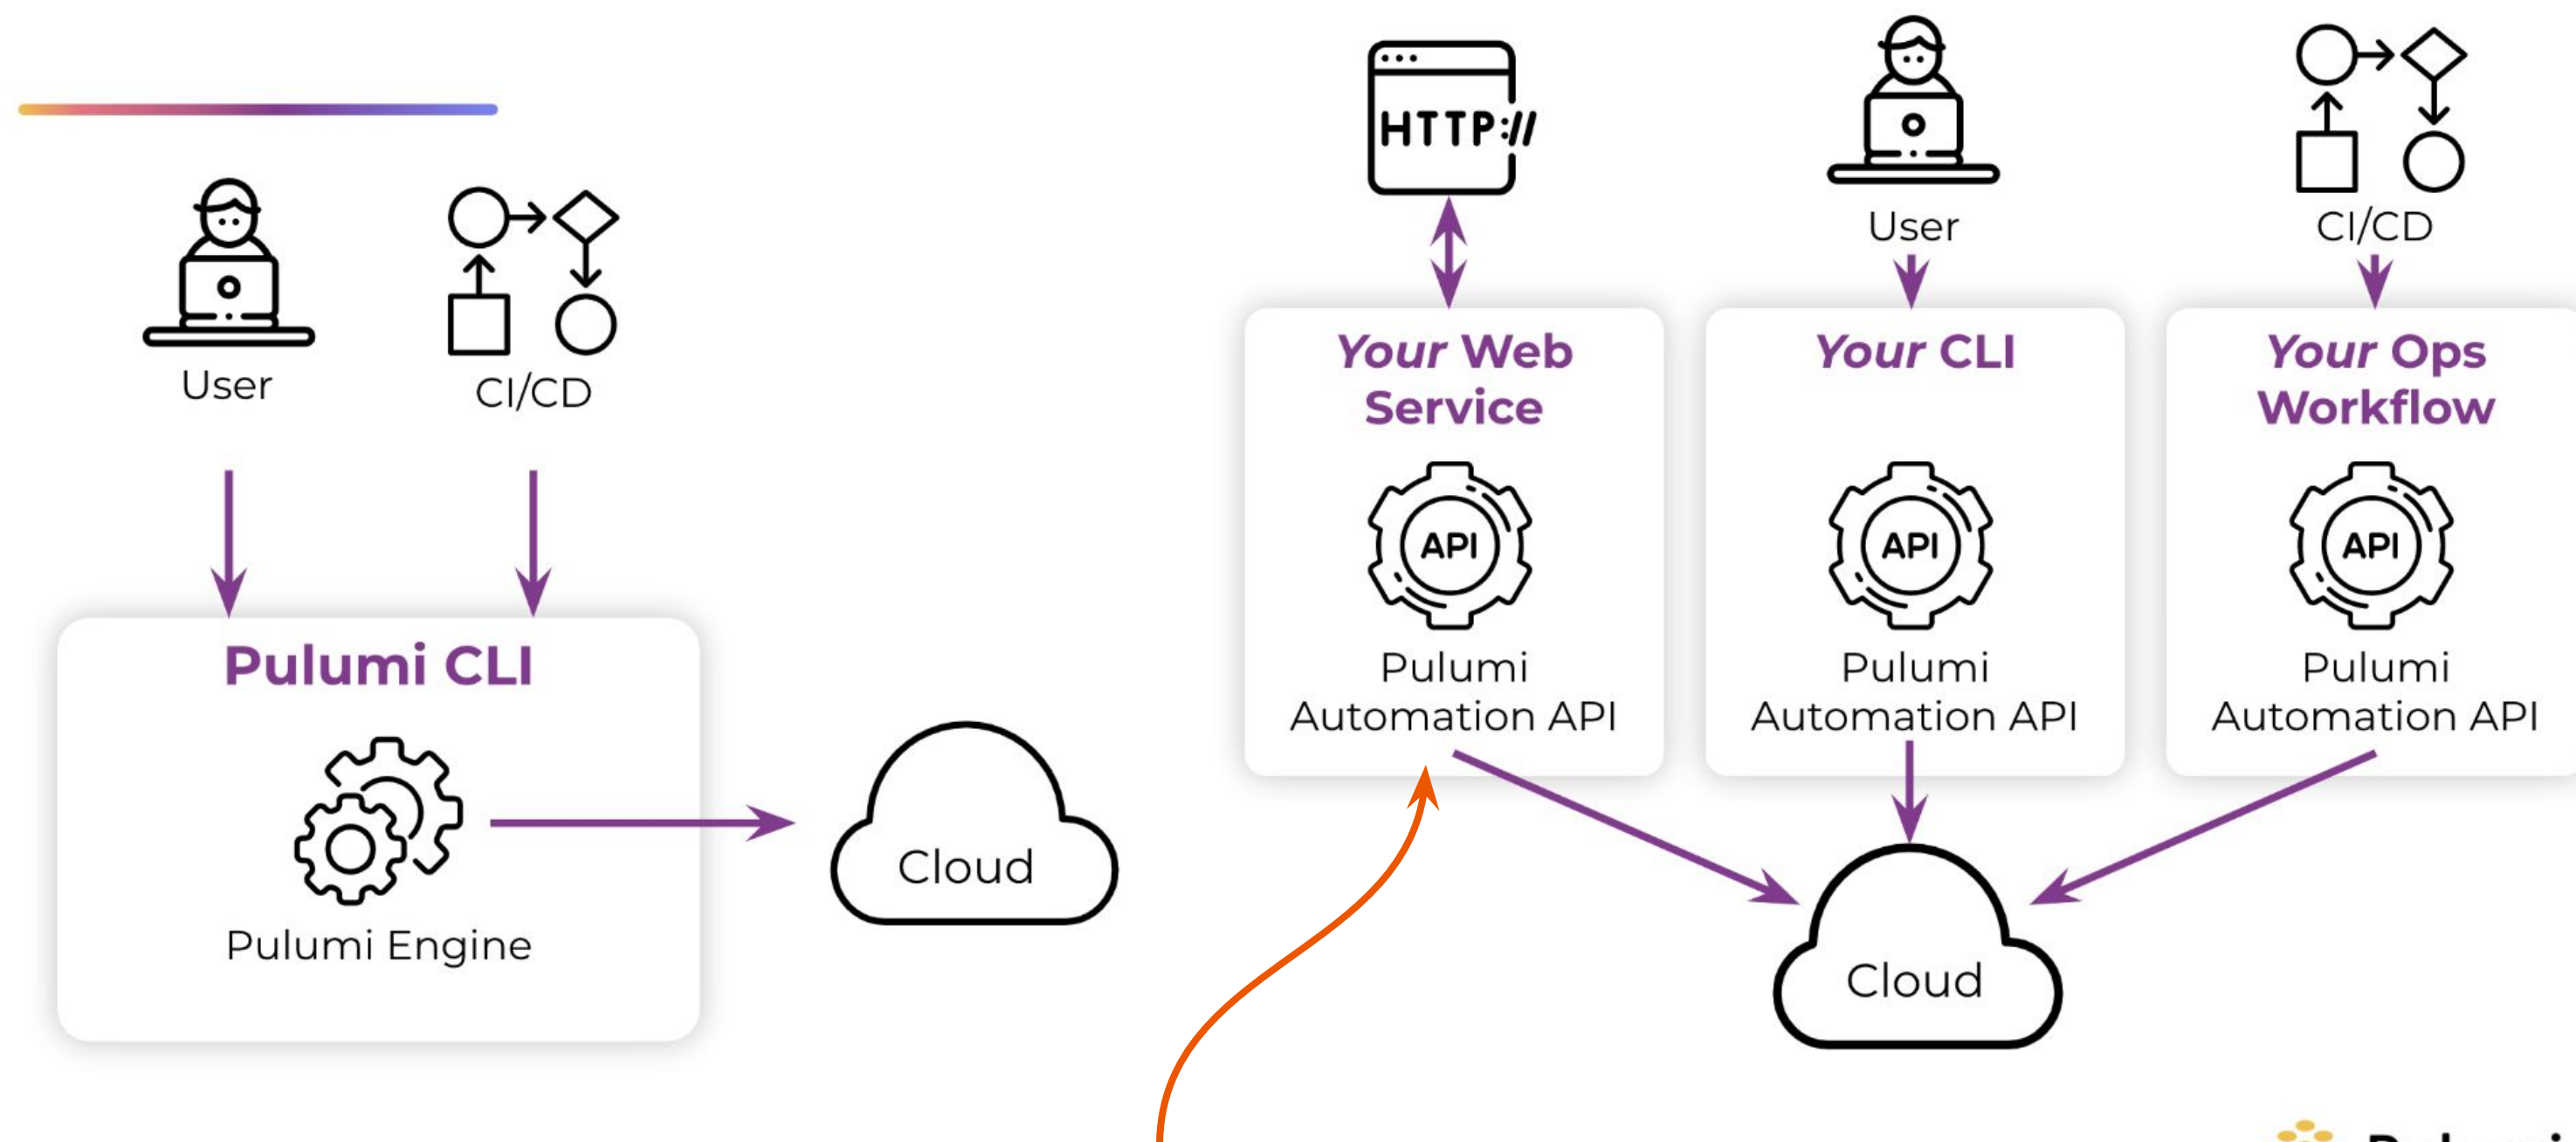 User
CI/CD
Pulumi CLI
Pulumi Engine
Cloud
HTTP://
User
CI/CD
Your Web
Service
API
Pulumi
Automation API
Your CLI
API
Pulumi
Automation API
Your Ops
Workflow
API
Pulumi
Automation API
Cloud